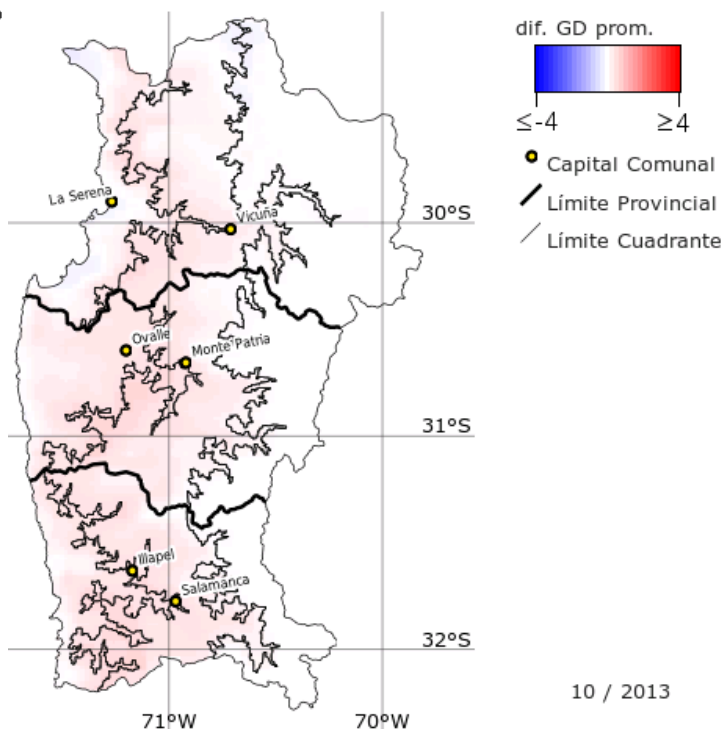 dif. GD prom.
≤-4 ≥4
Capital Comunal
Límite Provincial
Límite Cuadrante
La Serena
Vicuña
30°S
Ovalle
Monte Patria
31°S
Illapel
Salamanca
32°S
10 / 2013
71°W 70°W